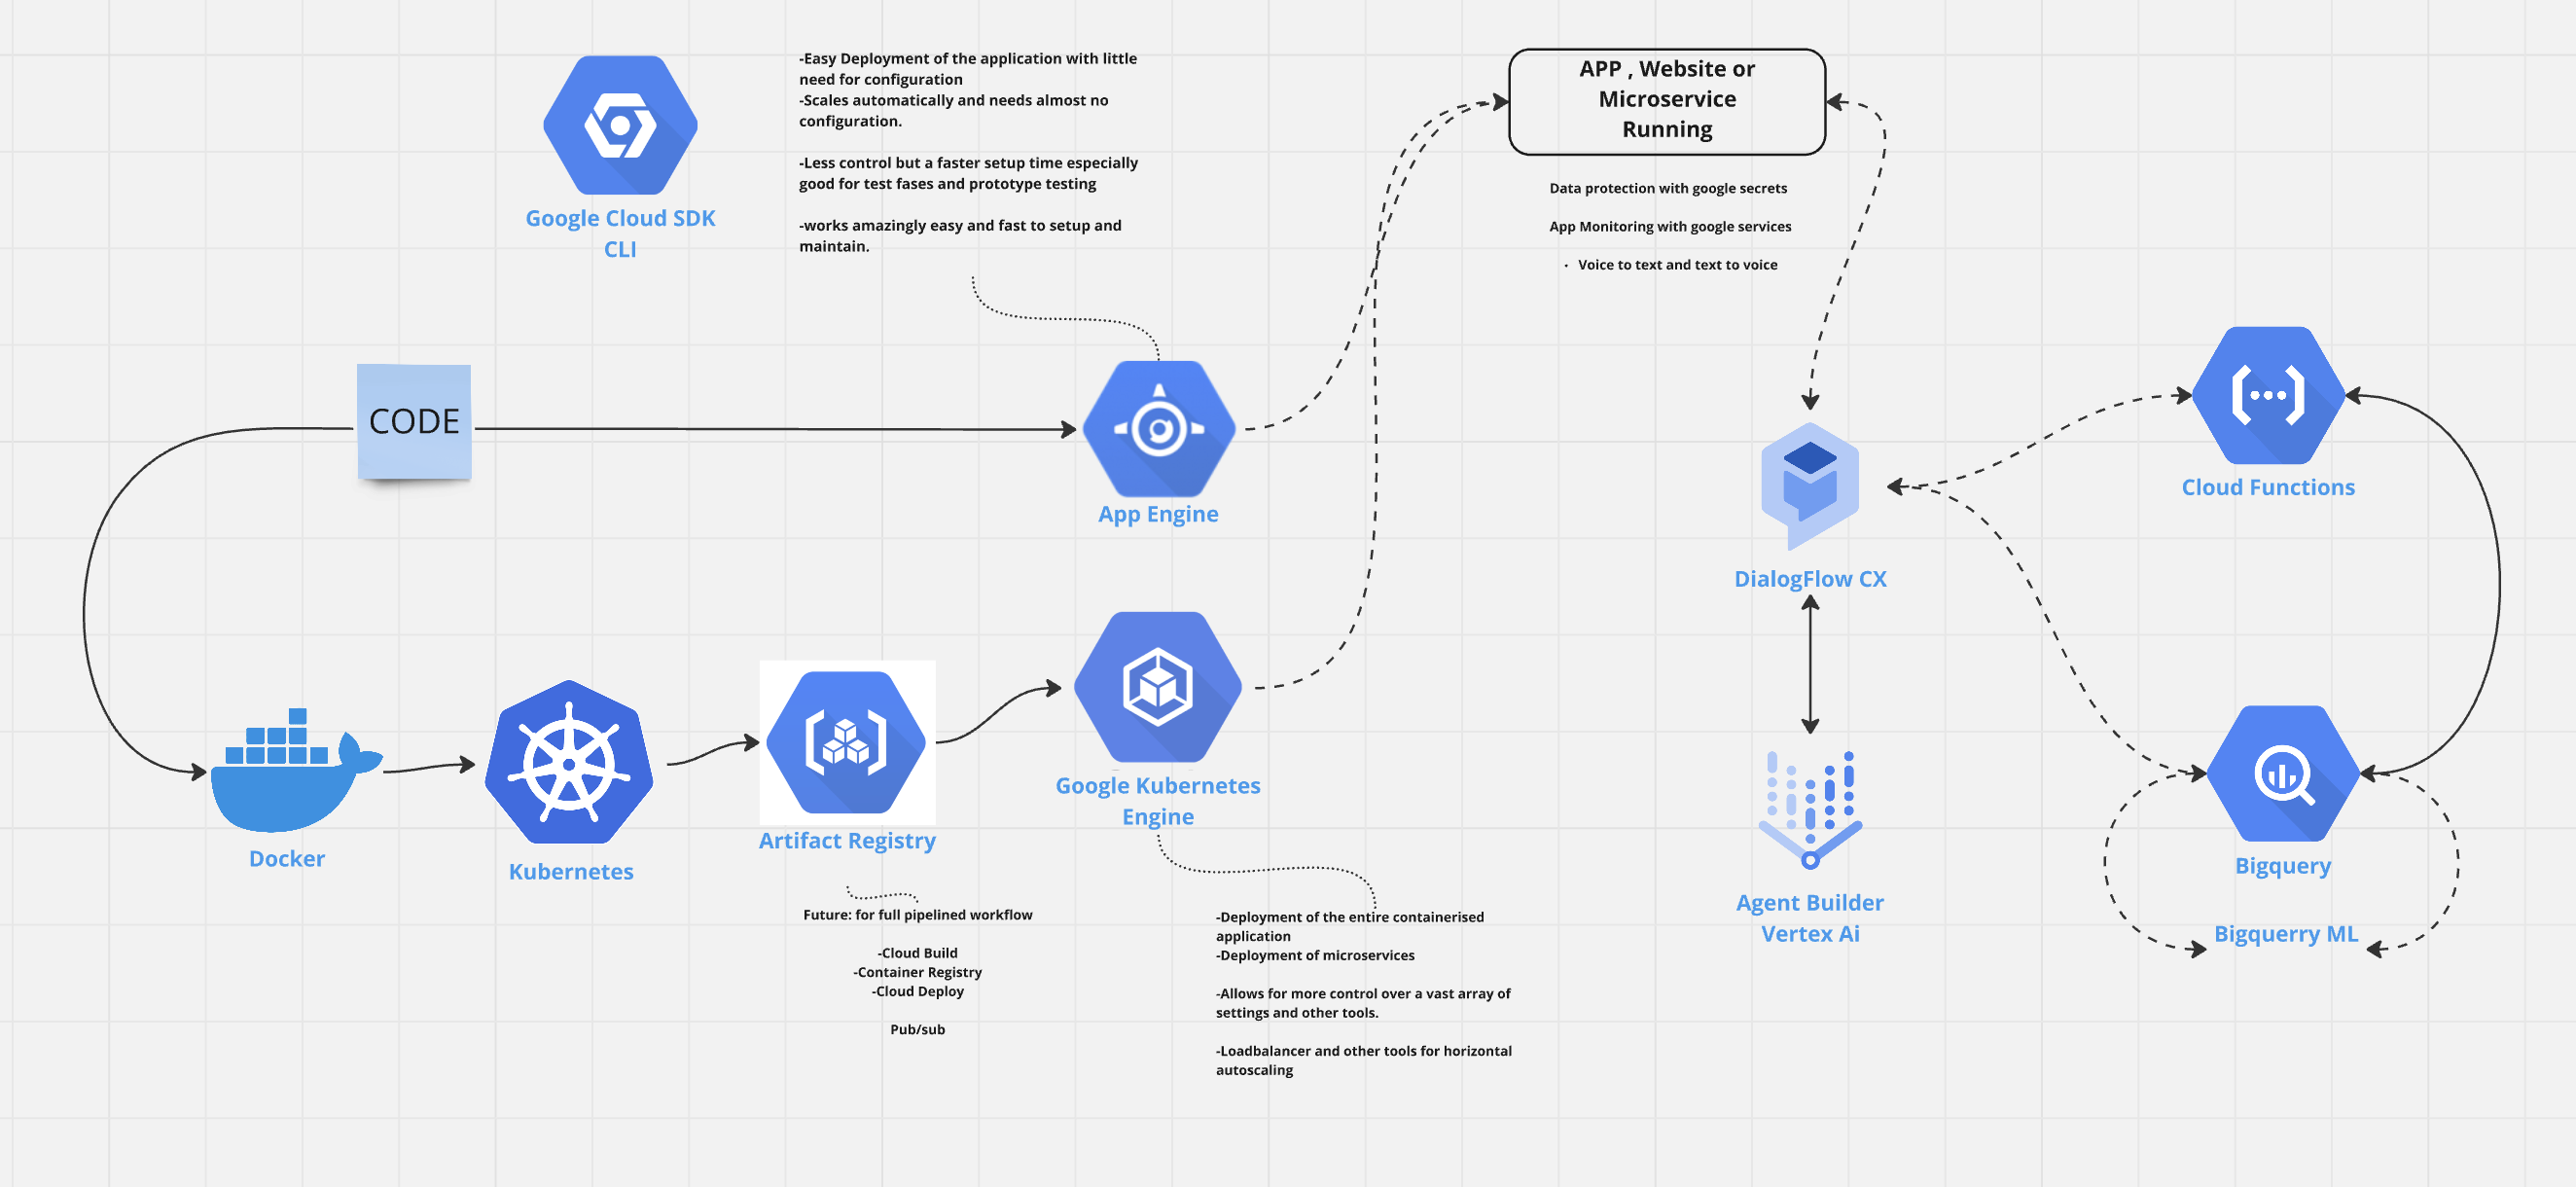 -Easy Deployment of the application with little
need for configuration
-Scales automatically and needs almost no
configuration.
-Less control but a faster setup time especially
good for test fases and prototype testing
-works amazingly easy and fast to setup and
maintain.
Google Cloud SDK
CLI
APP , Website or
Microservice
Running
Data protection with google secrets
App Monitoring with google services
• Voice to text and text to voice
CODE
App Engine
Cloud Functions
DialogFlow CX
Docker
Kubernetes
Artifact Registry
Google Kubernetes
Engine
Agent Builder
Vertex Ai
Bigquery
Bigquerry ML
Future: for full pipelined workflow
-Cloud Build
-Container Registry
-Cloud Deploy
Pub/sub
-Deployment of the entire containerised
application
-Deployment of microservices
-Allows for more control over a vast array of
settings and other tools.
-Loadbalancer and other tools for horizontal
autoscaling